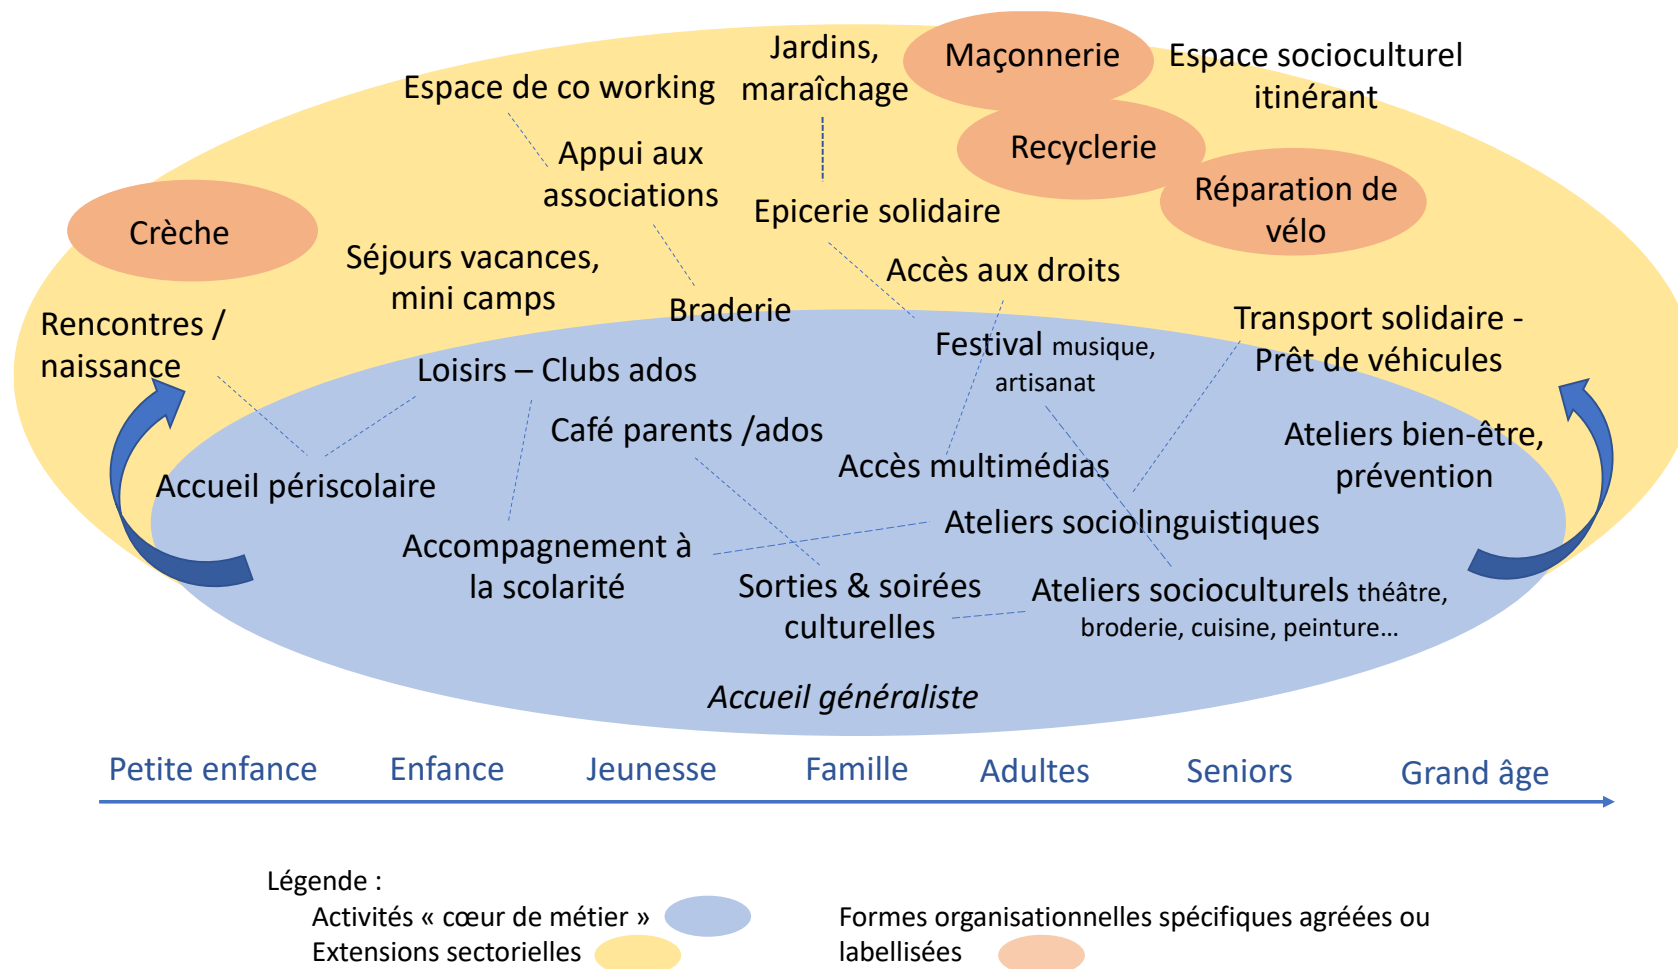 Jardins,
maraîchage
Maçonnerie
Espace socioculturel
itinérant
Espace de co working
Recyclerie
Appui aux
associations
Réparation de
vélo
Epicerie solidaire
Crèche
Séjours vacances,
mini camps
Accès aux droits
Braderie
Rencontres /
naissance
Transport solidaire -
Prêt de véhicules
Festival musique,
artisanat
Loisirs – Clubs ados
Café parents /ados
Ateliers bien-être,
prévention
Accès multimédias
Accueil périscolaire
Ateliers sociolinguistiques
Accompagnement à
la scolarité
Sorties & soirées
culturelles
Ateliers socioculturels théâtre,
broderie, cuisine, peinture…
Accueil généraliste
Petite enfance
Enfance
Jeunesse
Famille
Adultes
Seniors
Grand âge
Légende :
Activités « cœur de métier »
Extensions sectorielles
Formes organisationnelles spécifiques agréées ou
labellisées